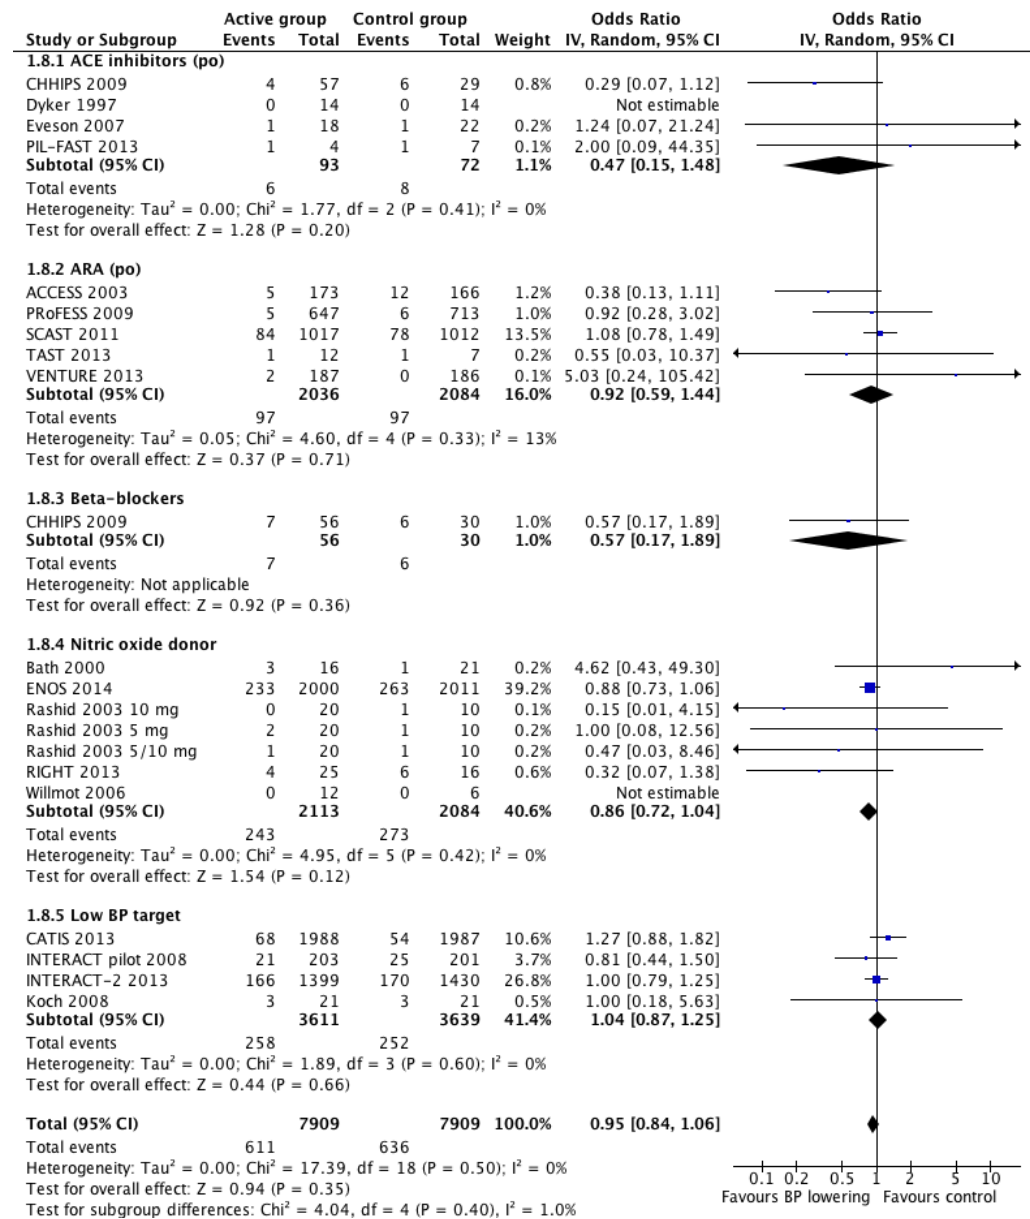 Active group Control group Odds Ratio Odds Ratio
Study or Subgroup Events Total Events Total Weight IV, Random, 95% CI IV, Random, 95% CI
1.8.1 ACE inhibitors (po)
CHHIPS 2009 4 57 6 29 0.8% 0.29 [0.07, 1.12]
Dyker 1997 0 14 0 14 Not estimable
Eveson 2007 1 18 1 22 0.2% 1.24 [0.07, 21.24]
PIL-FAST 2013 1 4 1 7 0.1% 2.00 [0.09, 44.35]
Subtotal (95% CI) 93 72 1.1% 0.47 [0.15, 1.48]
Total events 6 8
Heterogeneity: Tau² = 0.00; Chi² = 1.77, df = 2 (P = 0.41); I² = 0%
Test for overall effect: Z = 1.28 (P = 0.20)
1.8.2 ARA (po)
ACCESS 2003 5 173 12 166 1.2% 0.38 [0.13, 1.11]
PRoFESS 2009 5 647 6 713 1.0% 0.92 [0.28, 3.02]
SCAST 2011 84 1017 78 1012 13.5% 1.08 [0.78, 1.49]
TAST 2013 1 12 1 7 0.2% 0.55 [0.03, 10.37]
VENTURE 2013 2 187 0 186 0.1% 5.03 [0.24, 105.42]
Subtotal (95% CI) 2036 2084 16.0% 0.92 [0.59, 1.44]
Total events 97 97
Heterogeneity: Tau² = 0.05; Chi² = 4.60, df = 4 (P = 0.33); I² = 13%
Test for overall effect: Z = 0.37 (P = 0.71)
1.8.3 Beta-blockers
CHHIPS 2009 7 56 6 30 1.0% 0.57 [0.17, 1.89]
Subtotal (95% CI) 56 30 1.0% 0.57 [0.17, 1.89]
Total events 7 6
Heterogeneity: Not applicable
Test for overall effect: Z = 0.92 (P = 0.36)
1.8.4 Nitric oxide donor
Bath 2000 3 16 1 21 0.2% 4.62 [0.43, 49.30]
ENOS 2014 233 2000 263 2011 39.2% 0.88 [0.73, 1.06]
Rashid 2003 10 mg 0 20 1 10 0.1% 0.15 [0.01, 4.15]
Rashid 2003 5 mg 2 20 1 10 0.2% 1.00 [0.08, 12.56]
Rashid 2003 5/10 mg 1 20 1 10 0.2% 0.47 [0.03, 8.46]
RIGHT 2013 4 25 6 16 0.6% 0.32 [0.07, 1.38]
Willmot 2006 0 12 0 6 Not estimable
Subtotal (95% CI) 2113 2084 40.6% 0.86 [0.72, 1.04]
Total events 243 273
Heterogeneity: Tau² = 0.00; Chi² = 4.95, df = 5 (P = 0.42); I² = 0%
Test for overall effect: Z = 1.54 (P = 0.12)
1.8.5 Low BP target
CATIS 2013 68 1988 54 1987 10.6% 1.27 [0.88, 1.82]
INTERACT pilot 2008 21 203 25 201 3.7% 0.81 [0.44, 1.50]
INTERACT-2 2013 166 1399 170 1430 26.8% 1.00 [0.79, 1.25]
Koch 2008 3 21 3 21 0.5% 1.00 [0.18, 5.63]
Subtotal (95% CI) 3611 3639 41.4% 1.04 [0.87, 1.25]
Total events 258 252
Heterogeneity: Tau² = 0.00; Chi² = 1.89, df = 3 (P = 0.60); I² = 0%
Test for overall effect: Z = 0.44 (P = 0.66)
Total (95% CI) 7909 7909 100.0% 0.95 [0.84, 1.06]
Total events 611 636
Heterogeneity: Tau² = 0.00; Chi² = 17.39, df = 18 (P = 0.50); I² = 0%
Test for overall effect: Z = 0.94 (P = 0.35)
Test for subgroup differences: Chi² = 4.04, df = 4 (P = 0.40), I² = 1.0%
0.1 0.2 0.5 1 2 5 10
Favours BP lowering Favours control